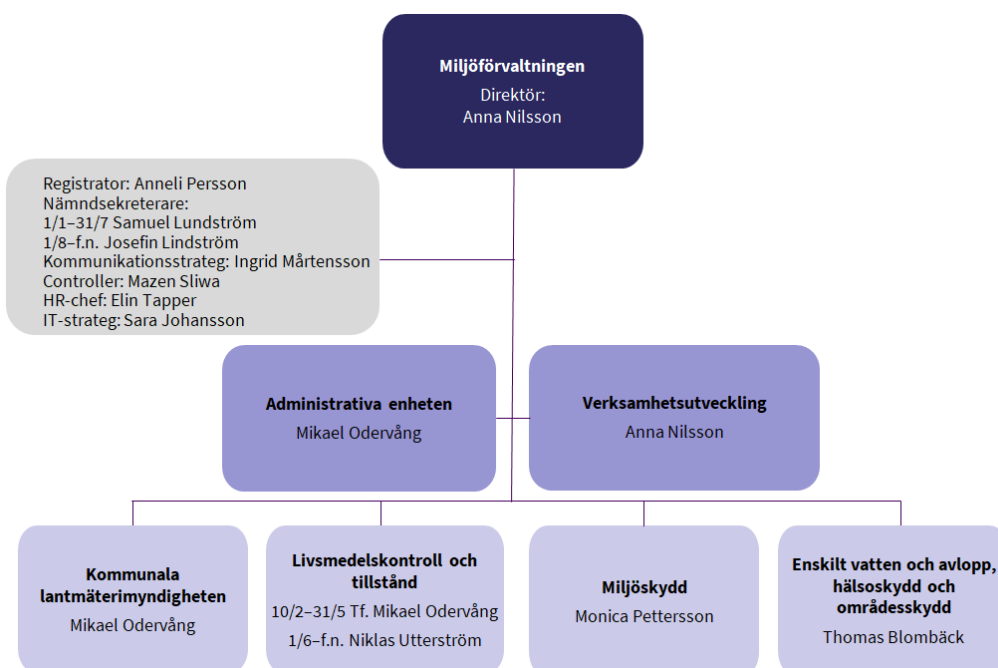 Miljöförvaltningen
Direktör:
Anna Nilsson
Registrator: Anneli Persson
Nämndsekreterare:
1/1–31/7 Samuel Lundström
1/8–f.n. Josefin Lindström
Kommunikationsstrateg: Ingrid Mårtensson
Controller: Mazen Sliwa
HR-chef: Elin Tapper
IT-strateg: Sara Johansson
Administrativa enheten
Mikael Odervång
Verksamhetsutveckling
Anna Nilsson
Kommunala
lantmäterimyndigheten
Mikael Odervång
Livsmedelskontroll och
tillstånd
10/2–31/5 Tf. Mikael Odervång
1/6–f.n. Niklas Utterström
Miljöskydd
Monica Pettersson
Enskilt vatten och avlopp,
hälsoskydd och
områdesskydd
Thomas Blombäck